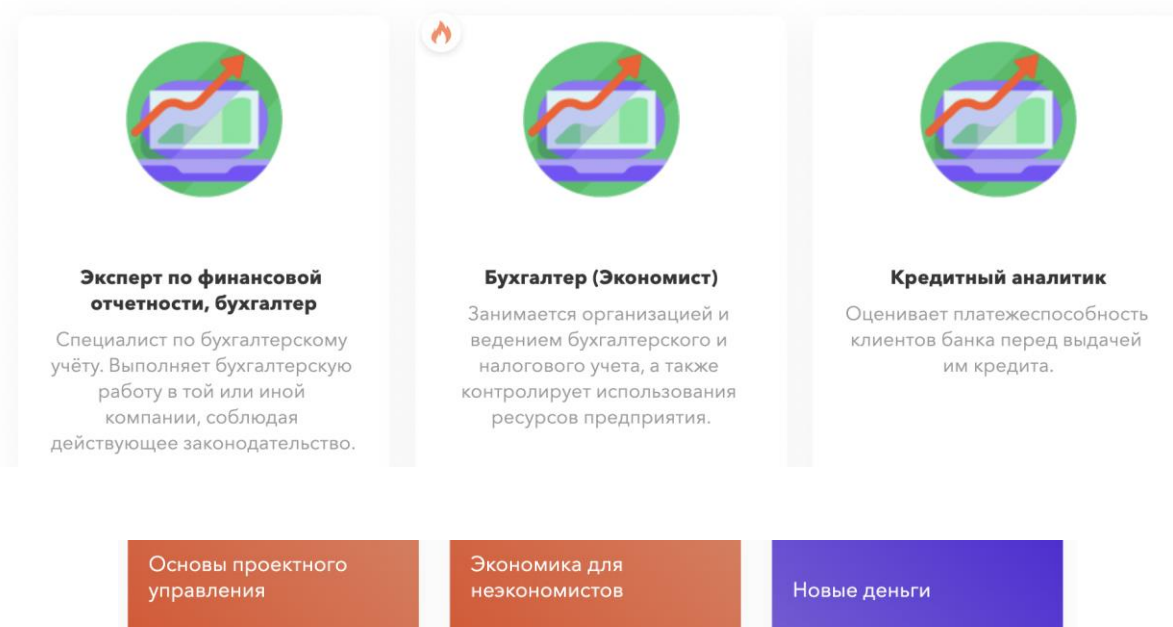 Эксперт по финансовой
отчетности, бухгалтер
Специалист по бухгалтерскому
учёту. Выполняет бухгалтерскую
работу в той или иной
компании, соблюдая
действующее законодательство.
Бухгалтер (Экономист)
Занимается организацией и
ведением бухгалтерского и
налогового учета, а также
контролирует использования
ресурсов предприятия.
Кредитный аналитик
Оценивает платежеспособность
клиентов банка перед выдачей
им кредита.
Основы проектного
управления
Экономика для
неэкономистов
Новые деньги